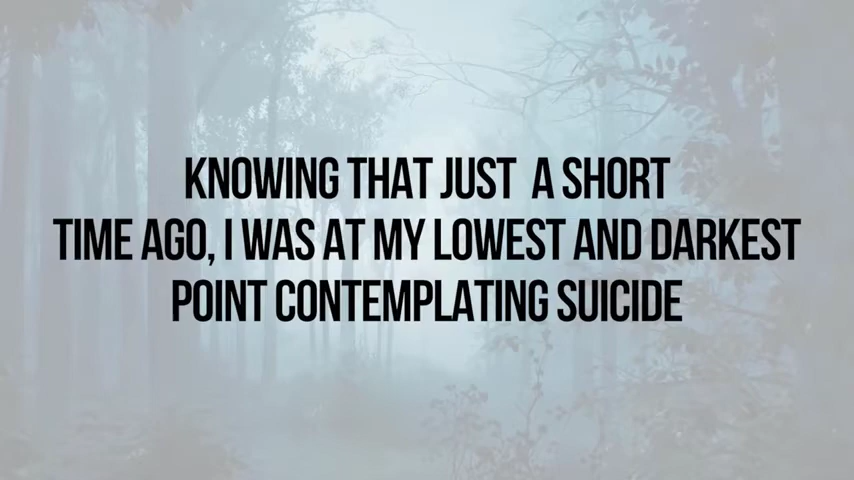 KNOWING THAT JUST  A SHORT
TIME AGO, I WAS AT MY LOWEST AND DARKEST
POINT CONTEMPLATING SUICIDE